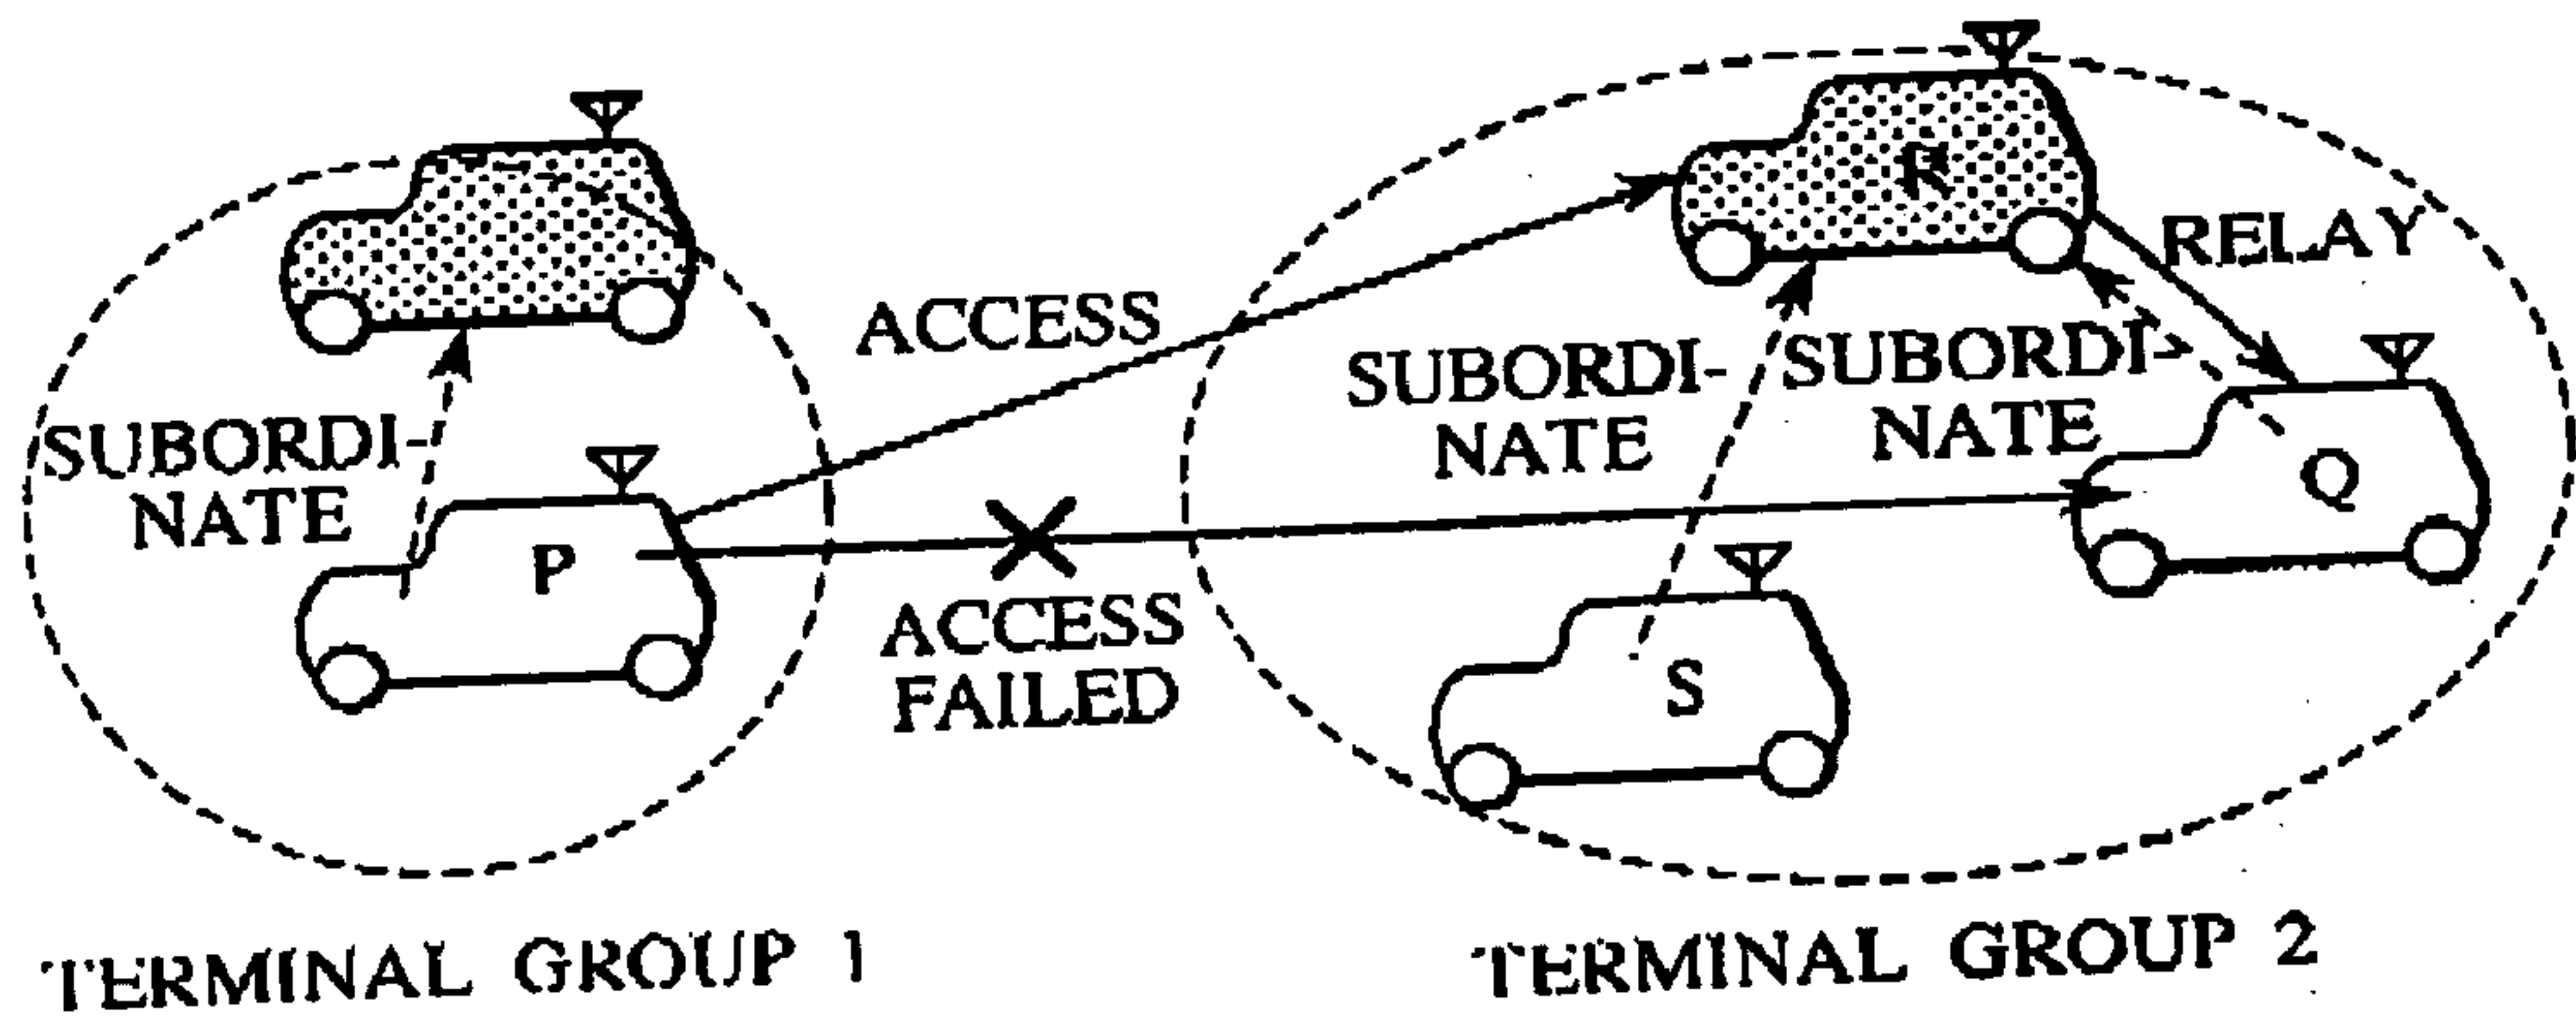 R
RELAY
ACCESS
SUBORDI-
NATE
SUBORDI-
NATE
SUBORDI-
NATE
Q
P
ACCESS
FAILED
S
TERMINAL GROUP 1
TERMINAL GROUP 2